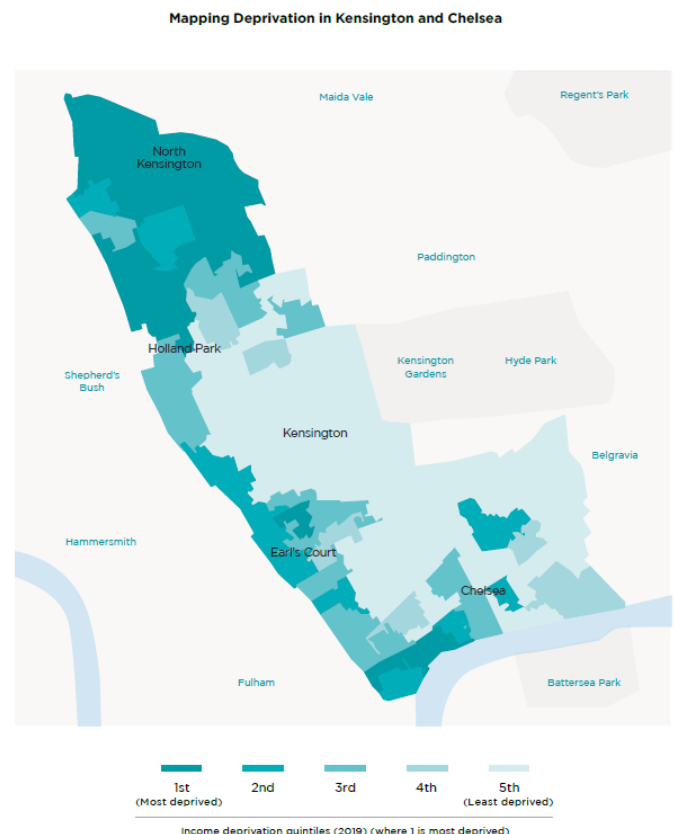 Mapping Deprivation in Kensington and Chelsea
Maida Vale
Regent's Park
North
Kensington
Paddington
Holland Park
Shepherd's
Bush
Kensington
Gardens
Hyde Park
Kensington
Belgravia
Hammersmith
Earl's Court
Chelsea
Fulham
Battersea Park
1st
(Most deprived)
2nd
3rd
4th
5th
(Least deprived)
Income deprivation quintiles (2019) (where 1 is most deprived)